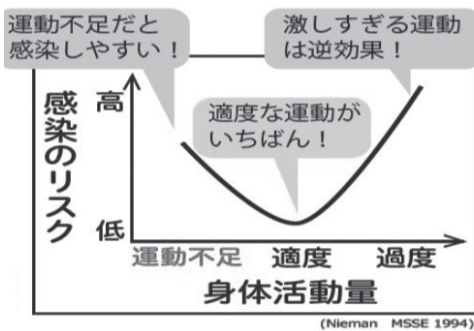 運動不足だと
感染しやすい!
激しすぎる運動
は逆効果!
適度な運動が
いちばん!
感染のリスク
高
低
運動不足 適度 過度
身体活動量
(Nieman MSSE 1994)